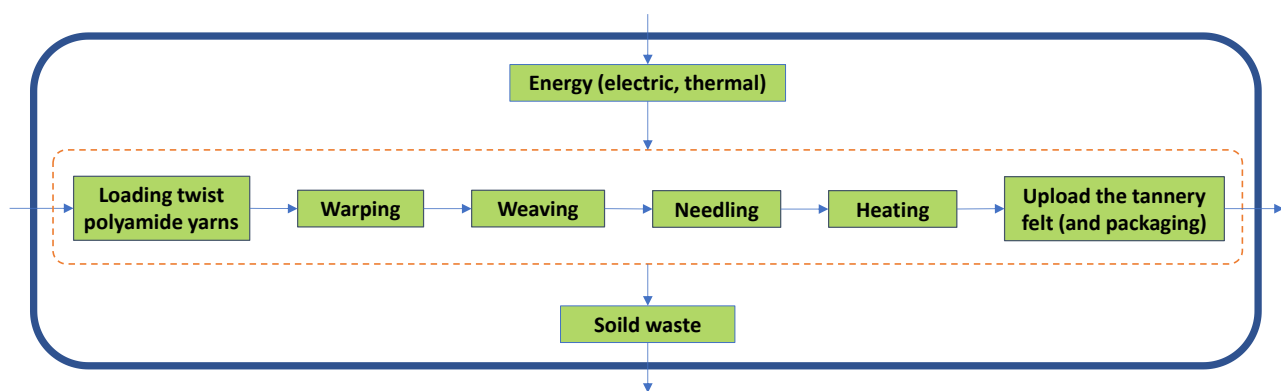 Energy (electric, thermal)
Loading twist
polyamide yarns
Warping
Weaving
Needling
Heating
Upload the tannery
felt (and packaging)
Soild waste